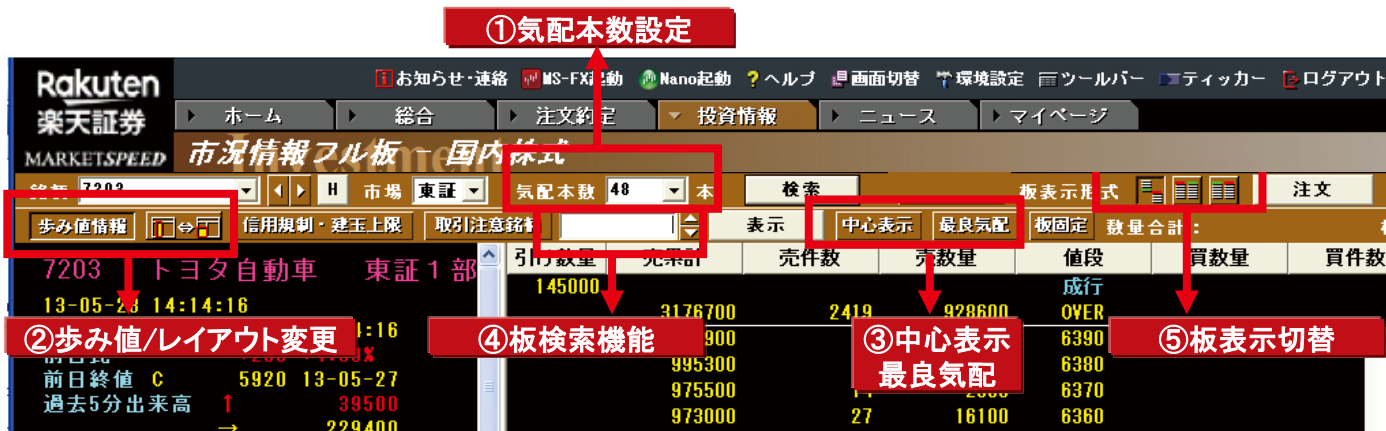 ①気配本数設定
Rakuten
楽天証券
MARKETSPEED
お知らせ・連絡 MS-FX起動 Nano起動 ?ヘルプ 画面切替 環境設定 ツールバー ティッカー ログアウト
ホーム 総合 注文約定 投資情報 ニュース マイページ
市況情報フル板 - 国内株式
銘柄 7203 H 市場 東証 気配本数 48 本 検索 板表示形式 注文
歩み値情報 ⇔ 信用規制・建玉上限 取引注意銘柄 表示 中心表示 最良気配 板固定 数量合計:
7203 トヨタ自動車 東証1部
引け数量 売累計 売件数 売数量 値段 買数量 買件数
145000 成行
13-05-28 14:14:16
3176700 2419 928600 OVER
②歩み値/レイアウト変更
④板検索機能
③中心表示
最良気配
⑤板表示切替
:16
900 6390
995300 6380
前日終値 C 5920 13-05-27
975500 6370
過去5分出来高 ↑ 39500
973000 27 16100 6360
→ 229400